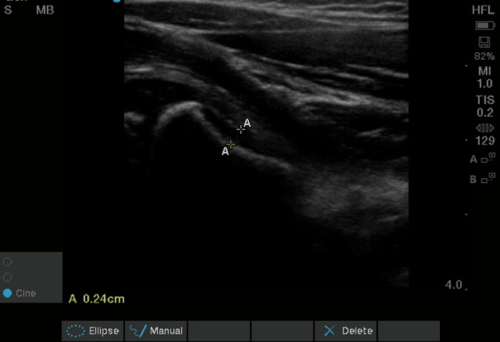 S MB
HFL
82%
MI
1.0
TIS
0.2
129
A
B
A
A
4.0
Cine
A 0.24cm
Ellipse Manual Delete